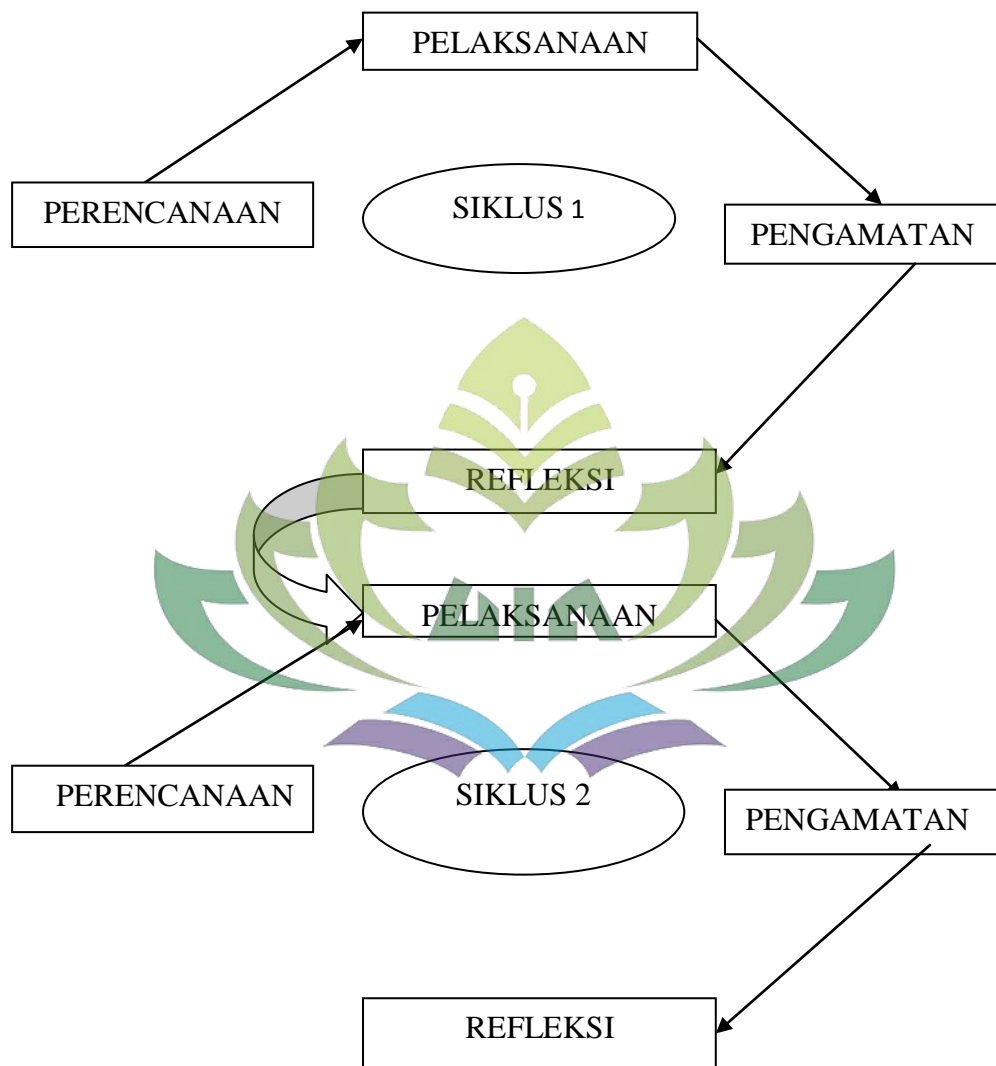 PELAKSANAAN
PERENCANAAN
SIKLUS 1
PENGAMATAN
REFLEKSI
PELAKSANAAN
PERENCANAAN
SIKLUS 2
PENGAMATAN
REFLEKSI